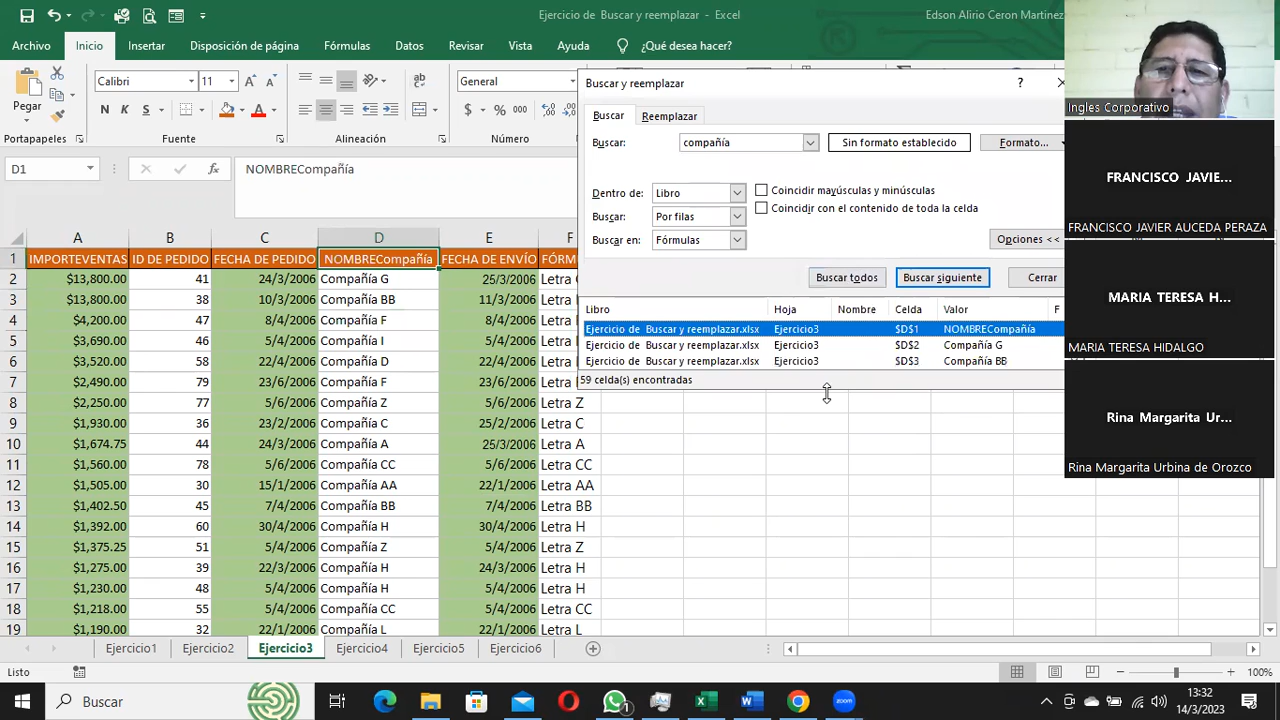 Ejercicio de Buscar y reemplazar - Excel
Edson Alirio Ceron Martinez
Archivo Inicio Insertar Disposición de página Fórmulas Datos Revisar Vista Ayuda ¿Qué desea hacer?
Pegar
Calibri 11
General
N K S
$ % 000
Portapapeles Fuente Alineación Número
D1 fx NOMBRECompañía
Buscar y reemplazar
Buscar Reemplazar
Buscar: compañía Sin formato establecido Formato...
Dentro de: Libro Coincidir mayúsculas y minúsculas
Coincidir con el contenido de toda la celda
Buscar: Por filas
Buscar en: Fórmulas
Opciones <<
Buscar todos Buscar siguiente Cerrar
Libro Hoja Nombre Celda Valor F
Ejercicio de Buscar y reemplazar.xlsx Ejercicio3 $D$1 NOMBRECompañía
Ejercicio de Buscar y reemplazar.xlsx Ejercicio3 $D$2 Compañía G
Ejercicio de Buscar y reemplazar.xlsx Ejercicio3 $D$3 Compañía BB
59 celda(s) encontradas
A B C D E F
1 IMPORTEVENTAS ID DE PEDIDO FECHA DE PEDIDO NOMBRECompañía FECHA DE ENVÍO
2 $13,800.00 41 24/3/2006 Compañía G 25/3/2006 Letra
3 $13,800.00 38 10/3/2006 Compañía BB 11/3/2006 Letra
4 $4,200.00 47 8/4/2006 Compañía F 8/4/2006 Letra
5 $3,690.00 46 5/4/2006 Compañía I 5/4/2006 Letra
6 $3,520.00 58 22/4/2006 Compañía D 22/4/2006 Letra
7 $2,490.00 79 23/6/2006 Compañía F 23/6/2006 Letra
8 $2,250.00 77 5/6/2006 Compañía Z 5/6/2006 Letra Z
9 $1,930.00 36 23/2/2006 Compañía C 25/2/2006 Letra C
10 $1,674.75 44 24/3/2006 Compañía A 25/3/2006 Letra A
11 $1,560.00 78 5/6/2006 Compañía CC 5/6/2006 Letra CC
12 $1,505.00 30 15/1/2006 Compañía AA 22/1/2006 Letra AA
13 $1,402.50 45 7/4/2006 Compañía BB 7/4/2006 Letra BB
14 $1,392.00 60 30/4/2006 Compañía H 30/4/2006 Letra H
15 $1,375.25 51 5/4/2006 Compañía Z 5/4/2006 Letra Z
16 $1,275.00 39 22/3/2006 Compañía H 24/3/2006 Letra H
17 $1,230.00 48 5/4/2006 Compañía H 5/4/2006 Letra H
18 $1,218.00 55 5/4/2006 Compañía CC 5/4/2006 Letra CC
19 $1,190.00 32 22/1/2006 Compañía L 22/1/2006 Letra L
Ejercicio1 Ejercicio2 Ejercicio3 Ejercicio4 Ejercicio5 Ejercicio6
Listo 100%
Ingles Corporativo
FRANCISCO JAVIE...
FRANCISCO JAVIER AUCEDA PERAZA
MARIA TERESA H...
MARIA TERESA HIDALGO
Rina Margarita Ur...
Rina Margarita Urbina de Orozco
Buscar
zoom
1
13:32
14/3/2023